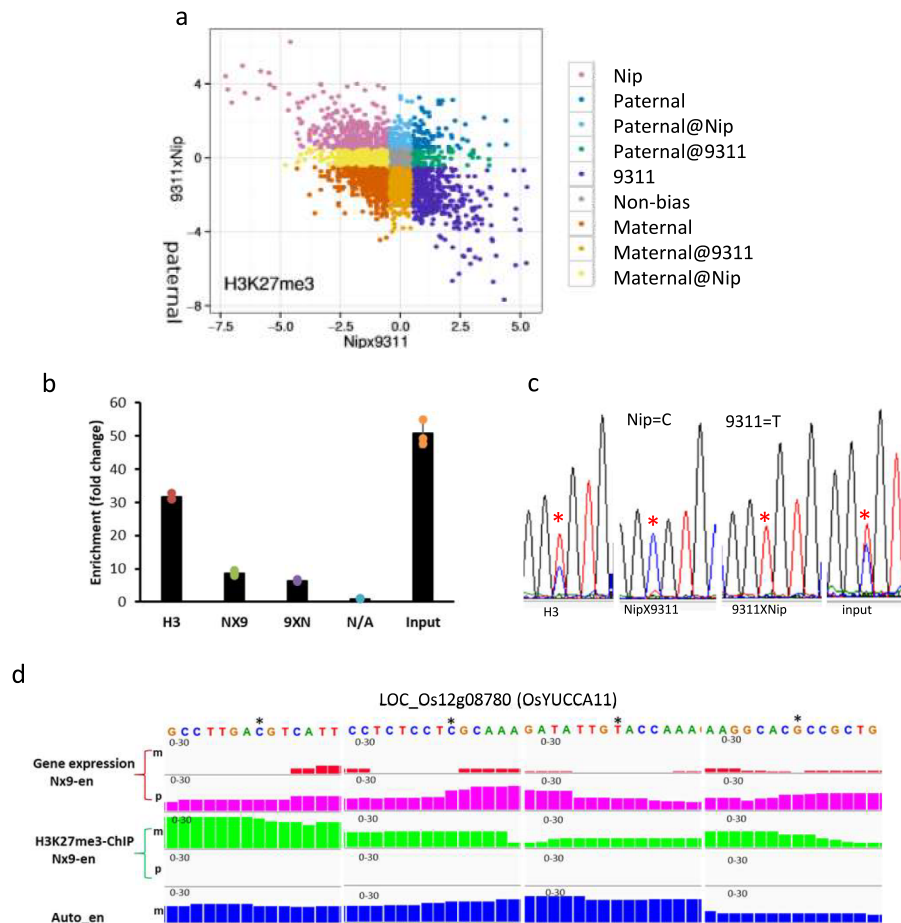 a
4
0
−4
−8
9311xNip
paternal
H3K27me3
−7.5 −5.0 −2.5 0.0 2.5 5.0
Nipx9311
Nip
Paternal
Paternal@Nip
Paternal@9311
9311
Non-bias
Maternal
Maternal@9311
Maternal@Nip
b
Enrichment (fold change)
60
50
40
30
20
10
0
H3 NX9 9XN N/A Input
c
Nip=C 9311=T
* * * *
H3 NipX9311 9311XNip input
d
LOC_Os12g08780 (OsYUCCA11)
* * * *
GCCTTGACGTCATT CCTCTCCTCGCAAA GATATTGTACCAAA AAGGCACGCCGCTG
0-30 0-30 0-30 0-30
Gene expression
Nx9-en
m
0-30 0-30 0-30 0-30
p
H3K27me3-ChIP
Nx9-en
0-30 0-30 0-30 0-30
m
0-30 0-30 0-30 0-30
p
0-30 0-30 0-30 0-30
Auto_en m